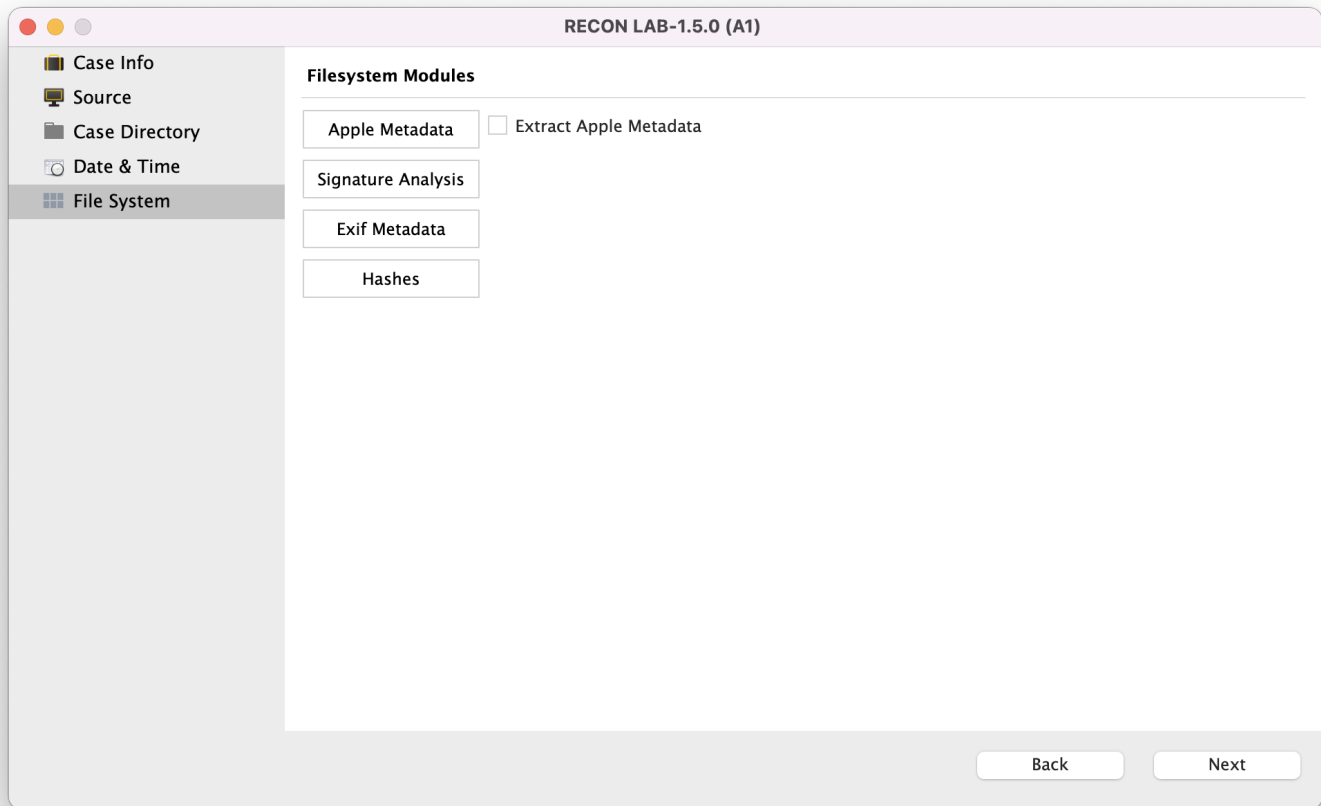 RECON LAB-1.5.0 (A1)
Case Info
Source
Case Directory
Date & Time
File System
Filesystem Modules
Apple Metadata
Extract Apple Metadata
Signature Analysis
Exif Metadata
Hashes
Back
Next